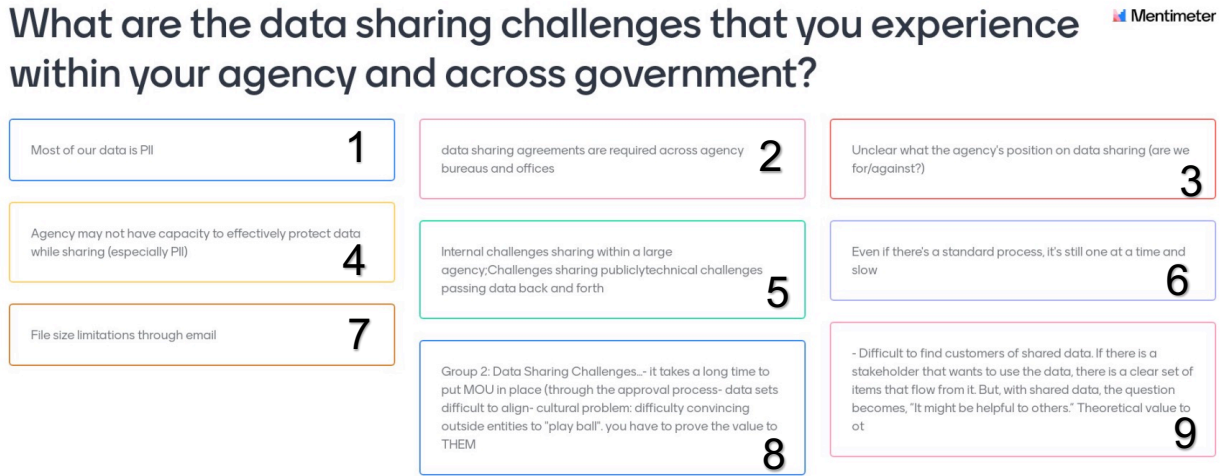 What are the data sharing challenges that you experience
within your agency and across government?
Mentimeter
Most of our data is PII
1
data sharing agreements are required across agency
bureaus and offices
2
Unclear what the agency's position on data sharing (are we
for/against?)
3
Agency may not have capacity to effectively protect data
while sharing (especially PII)
4
Internal challenges sharing within a large
agency;Challenges sharing publiclytechnical challenges
passing data back and forth
5
Even if there's a standard process, it's still one at a time and
slow
6
File size limitations through email
7
Group 2: Data Sharing Challenges...- it takes a long time to
put MOU in place (through the approval process- data sets
difficult to align- cultural problem: difficulty convincing
outside entities to "play ball". you have to prove the value to
THEM
8
- Difficult to find customers of shared data. If there is a
stakeholder that wants to use the data, there is a clear set of
items that flow from it. But, with shared data, the question
becomes, "It might be helpful to others." Theoretical value to
ot
9